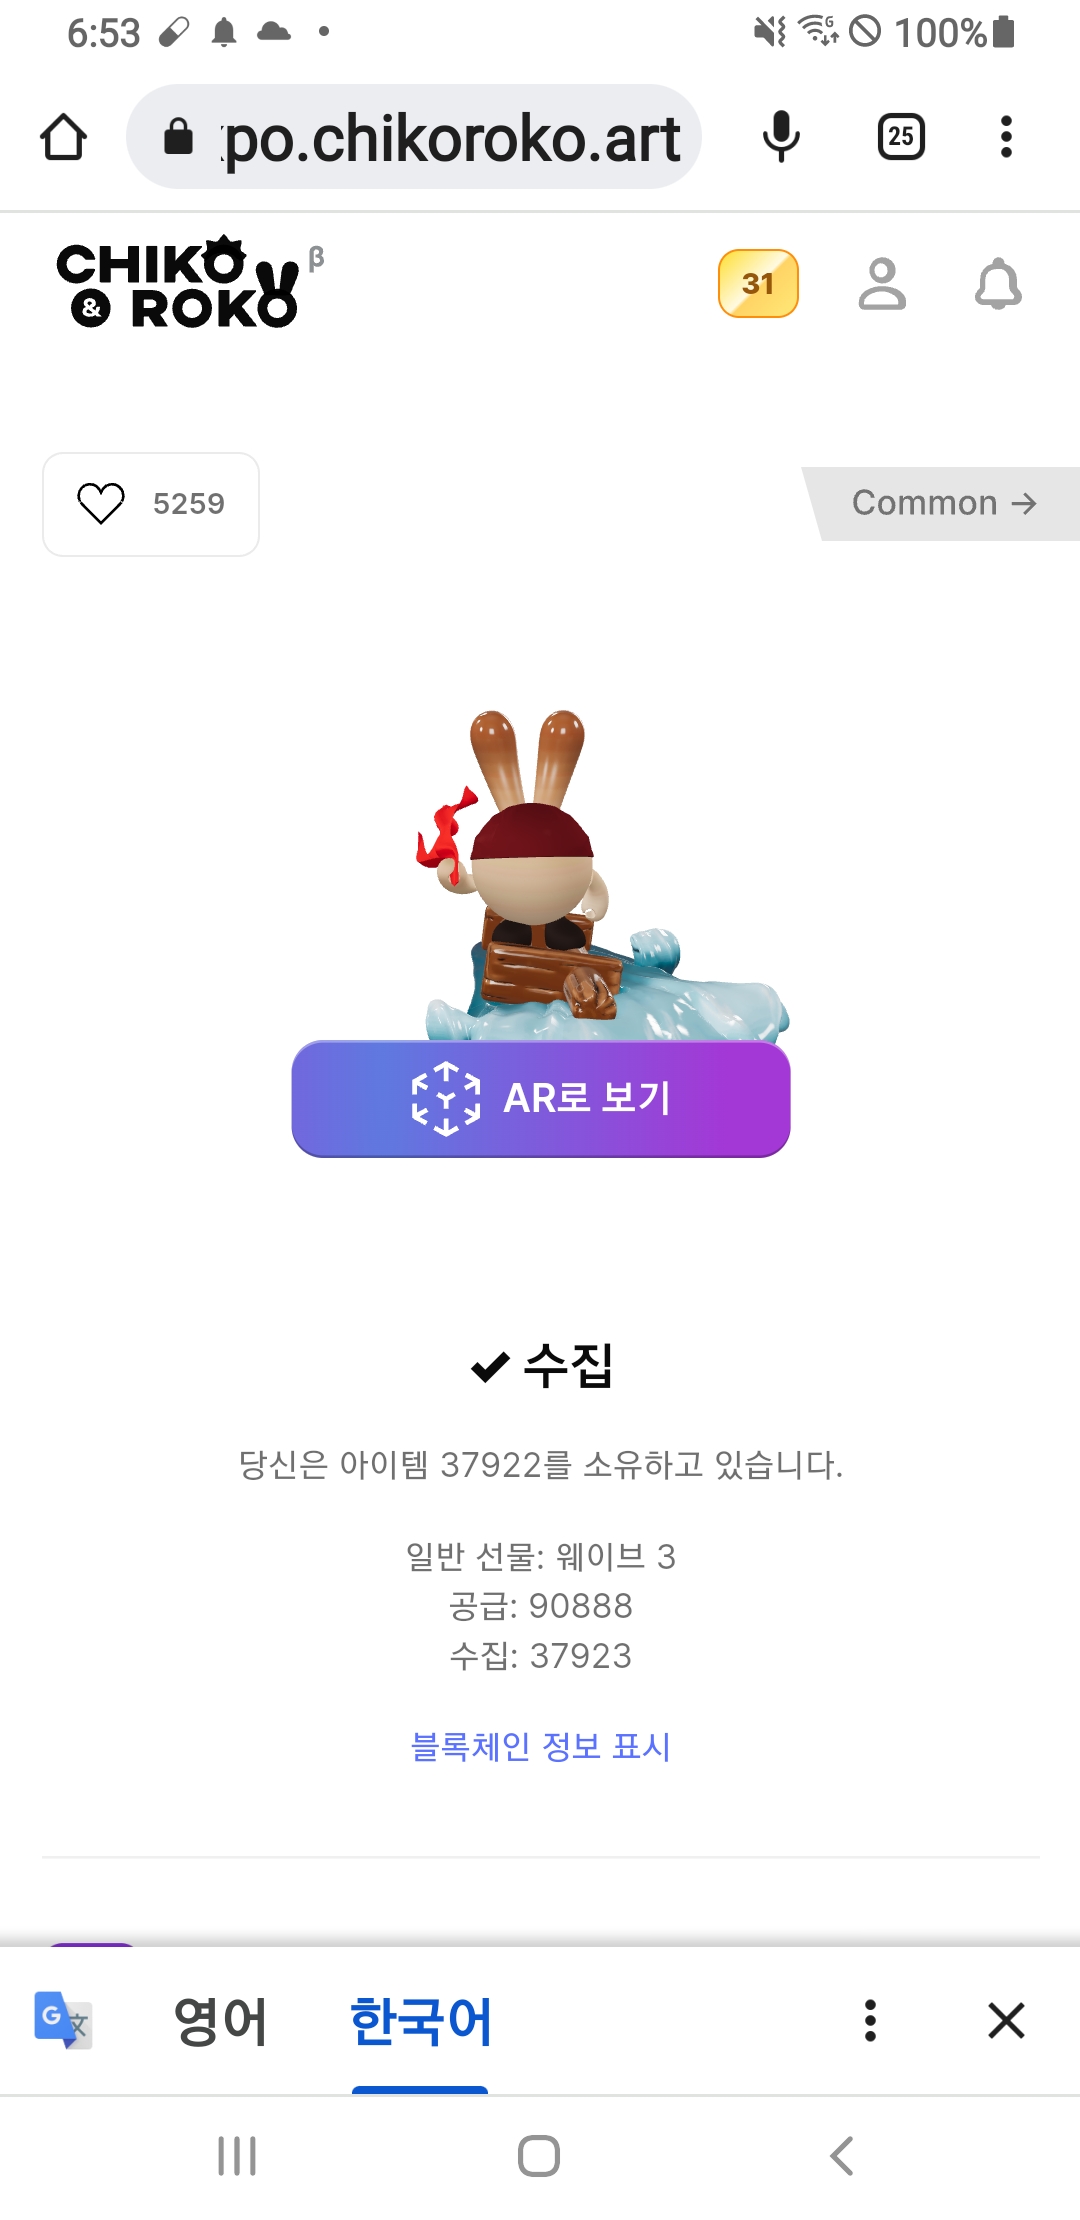 6:53
G
100%
po.chikoroko.art
25
CHIKO
& ROKO
β
31
5259
Common →
AR로 보기
✔ 수집
당신은 아이템 37922를 소유하고 있습니다.
일반 선물: 웨이브 3
공급: 90888
수집: 37923
블록체인 정보 표시
G 文
영어
한국어